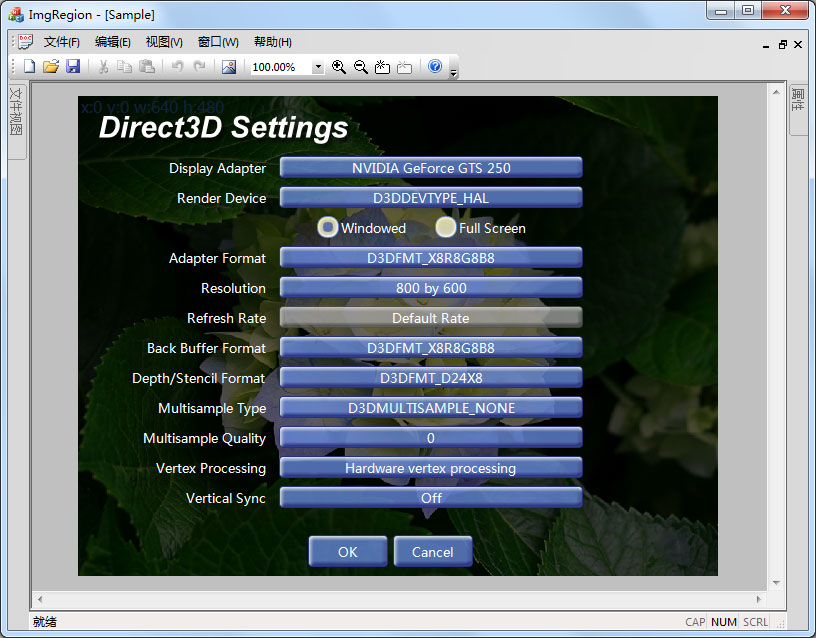 ImgRegion - [Sample]
文件(F) 编辑(E) 视图(V) 窗口(W) 帮助(H)
100.00%
文件视图
属性
x:0 y:0 w:640 h:480
Direct3D Settings
Display Adapter NVIDIA GeForce GTS 250
Render Device D3DDEVTYPE_HAL
Windowed Full Screen
Adapter Format D3DFMT_X8R8G8B8
Resolution 800 by 600
Refresh Rate Default Rate
Back Buffer Format D3DFMT_X8R8G8B8
Depth/Stencil Format D3DFMT_D24X8
Multisample Type D3DMULTISAMPLE_NONE
Multisample Quality 0
Vertex Processing Hardware vertex processing
Vertical Sync Off
OK Cancel
就绪 CAP NUM SCRL